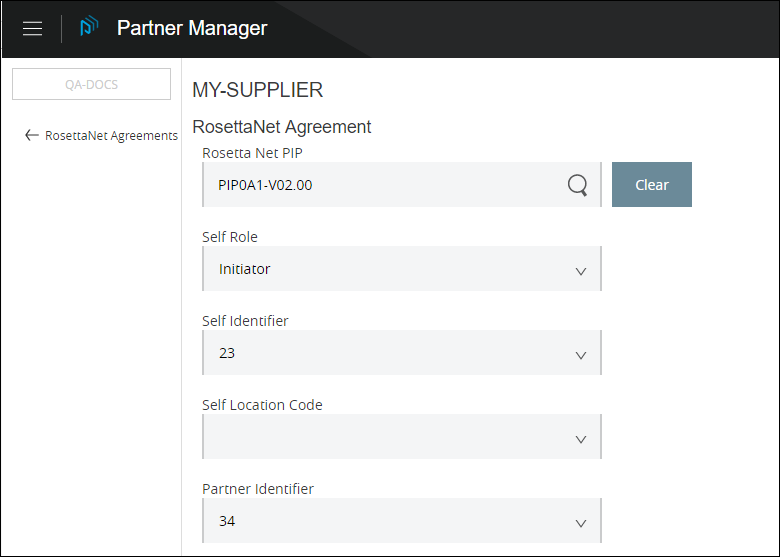 Partner Manager
QA-DOCS
RosettaNet Agreements
MY-SUPPLIER
RosettaNet Agreement
Rosetta Net PIP
PIP0A1-V02.00
Clear
Self Role
Initiator
Self Identifier
23
Self Location Code
Partner Identifier
34